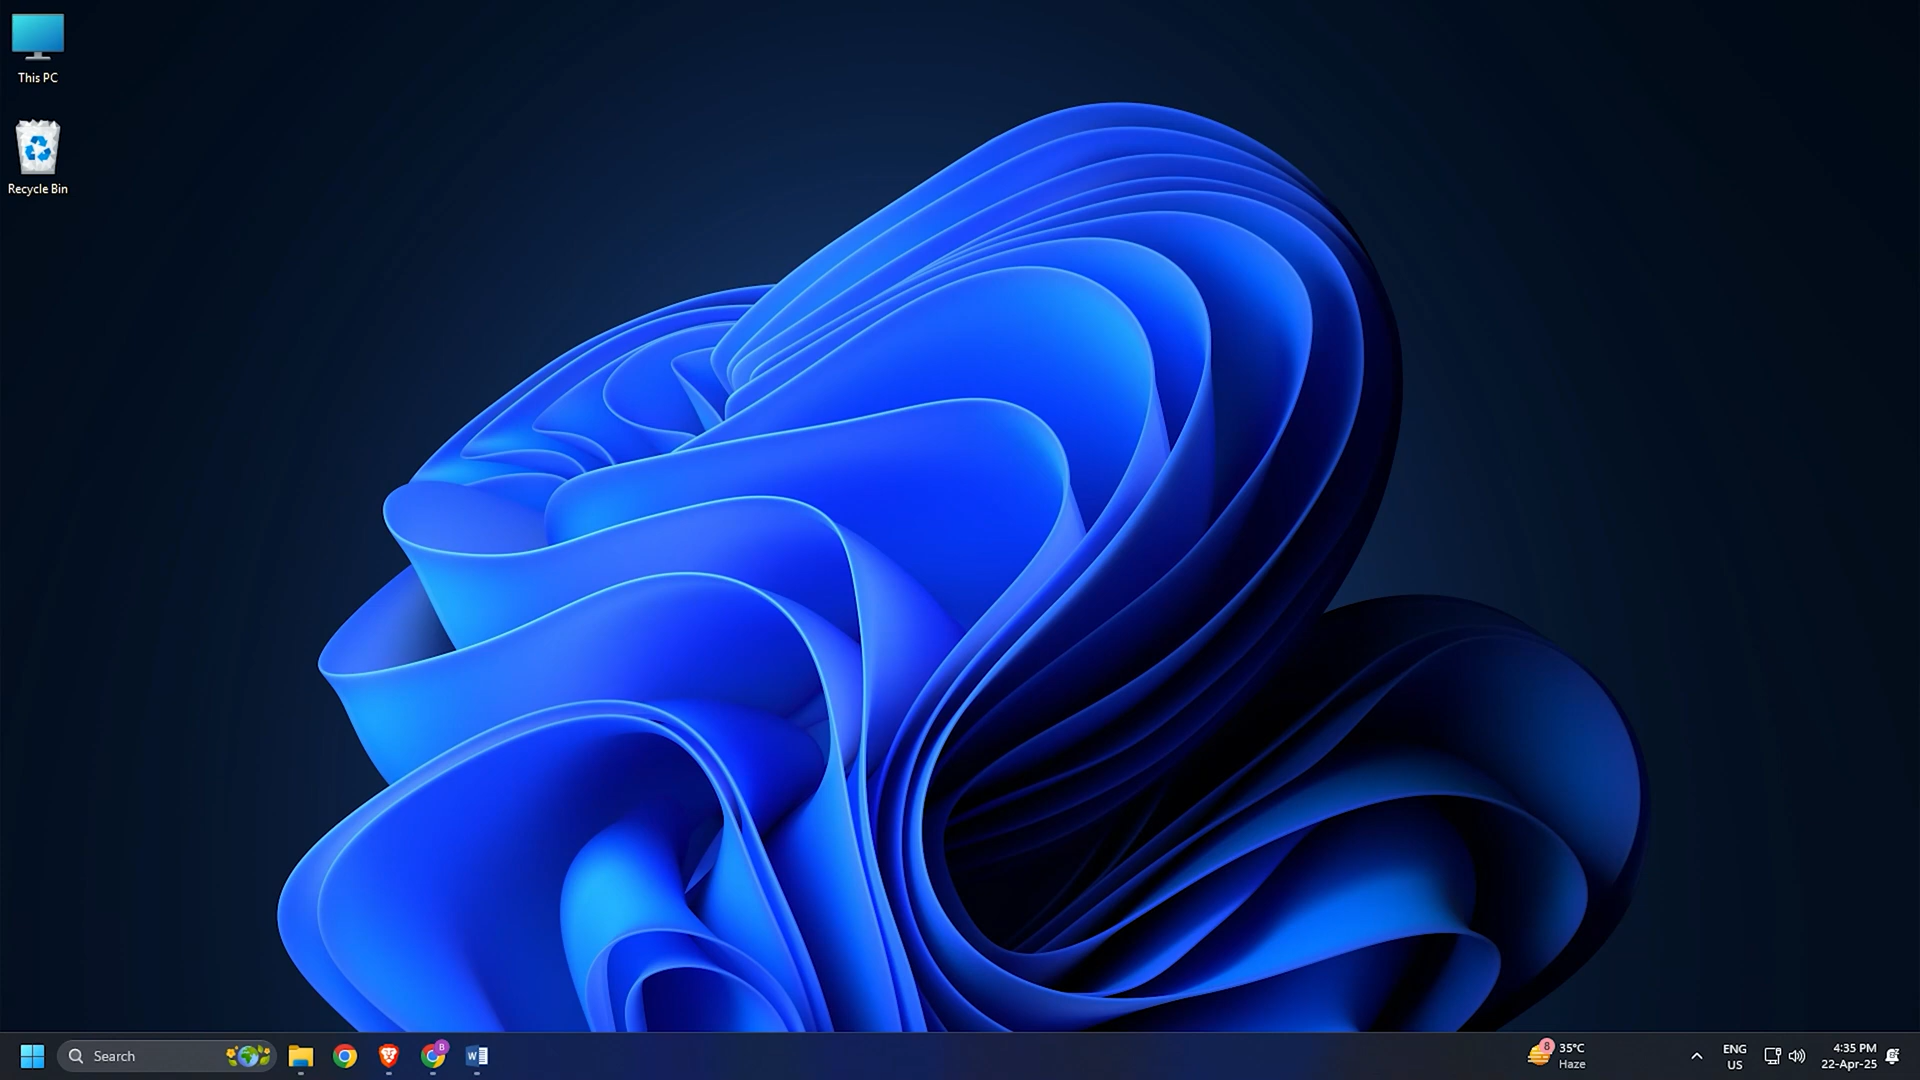 This PC
Recycle Bin
Search
B
W
8
35°C
Haze
ENG
US
4:35 PM
22-Apr-25